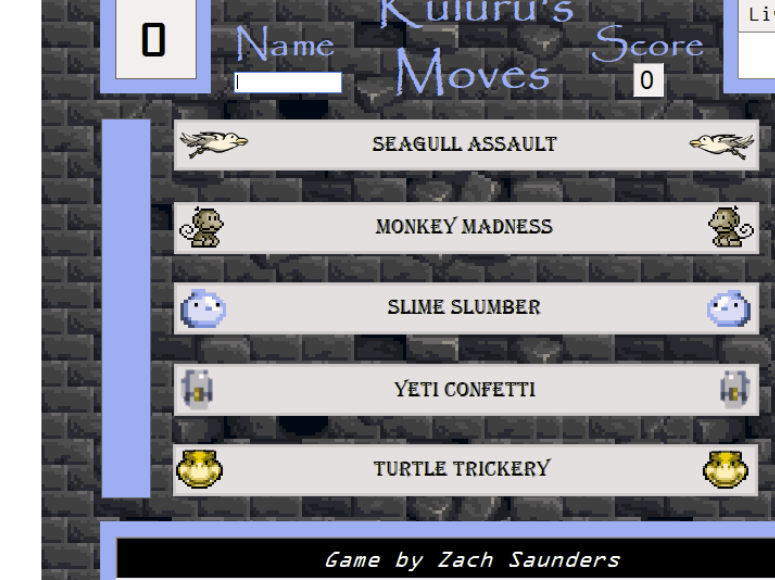 0
Kuluru's
Name
Score
Moves
0
SEAGULL ASSAULT
MONKEY MADNESS
SLIME SLUMBER
YETI CONFETTI
TURTLE TRICKERY
Game by Zach Saunders